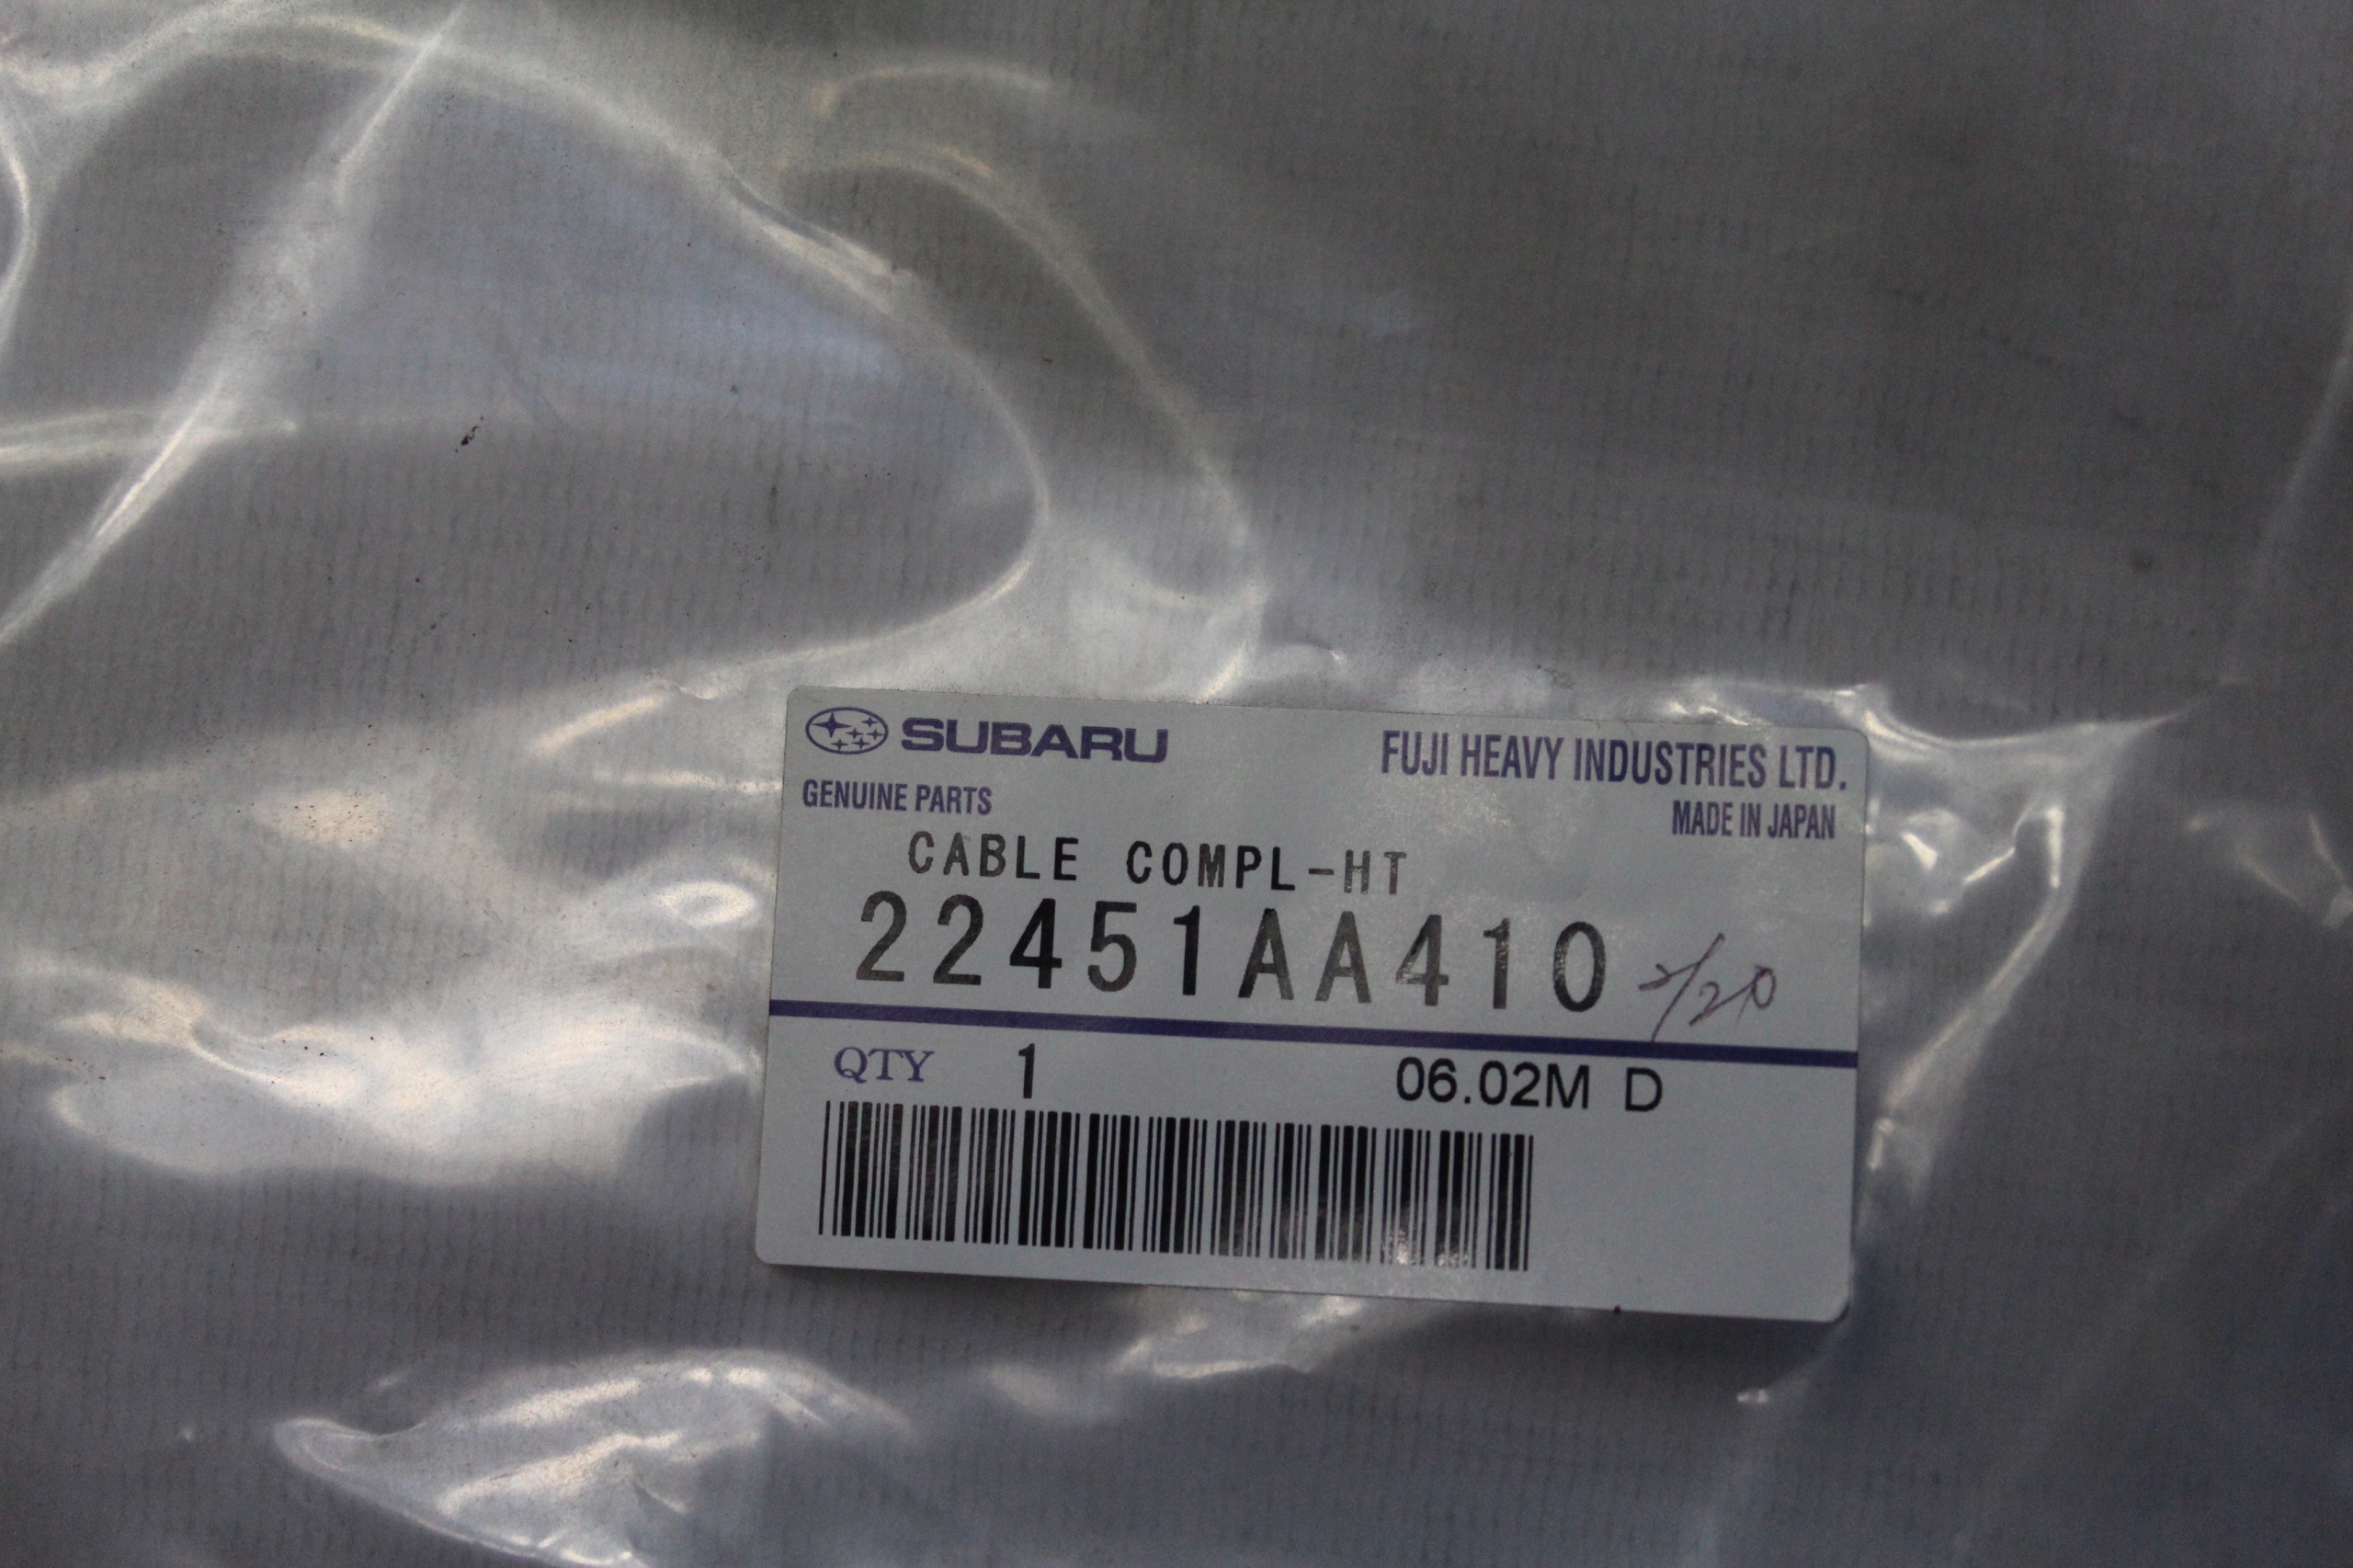 SUBARU
FUJI HEAVY INDUSTRIES LTD.
GENUINE PARTS
MADE IN JAPAN
CABLE COMPL-HT
22451AA410
QTY 1 06.02M D